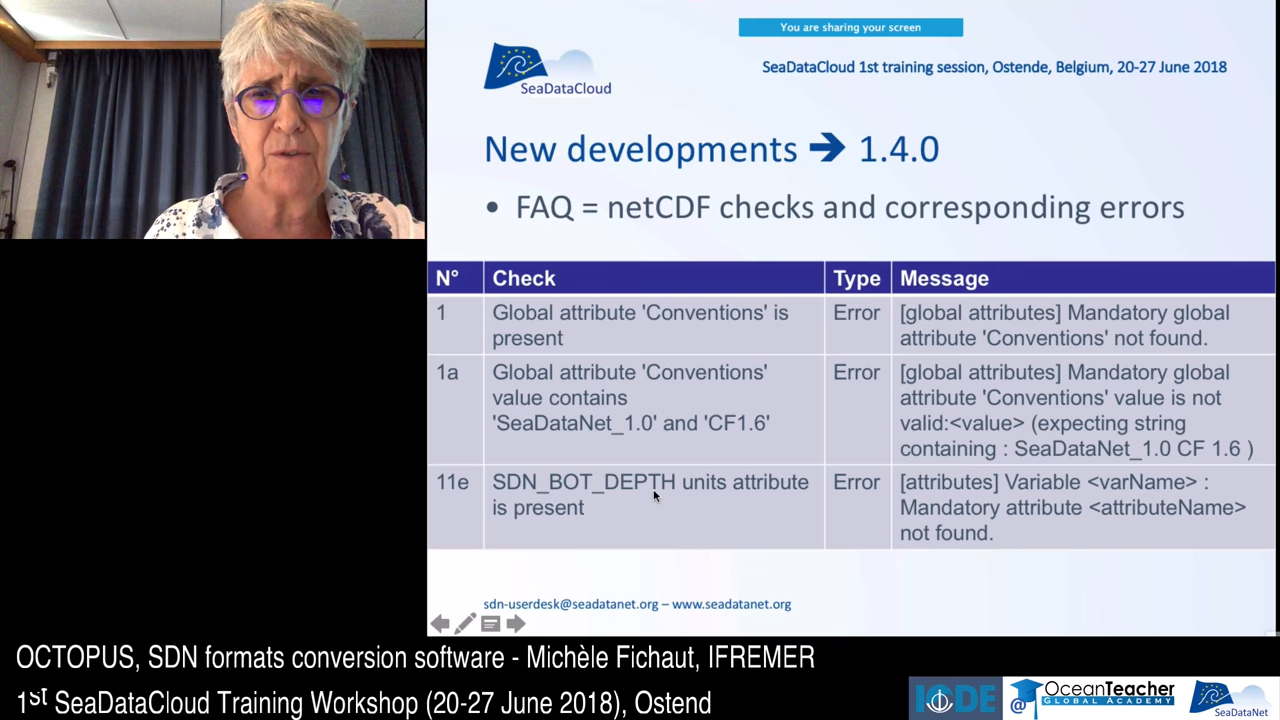 You are sharing your screen
SeaDataCloud
SeaDataCloud 1st training session, Ostende, Belgium, 20-27 June 2018
New developments ➔ 1.4.0
• FAQ = netCDF checks and corresponding errors
N° Check Type Message
1 Global attribute 'Conventions' is present Error [global attributes] Mandatory global attribute 'Conventions' not found.
1a Global attribute 'Conventions' value contains 'SeaDataNet_1.0' and 'CF1.6' Error [global attributes] Mandatory global attribute 'Conventions' value is not valid:<value> (expecting string containing : SeaDataNet_1.0 CF 1.6 )
11e SDN_BOT_DEPTH units attribute is present Error [attributes] Variable <varName> : Mandatory attribute <attributeName> not found.
sdn-userdesk@seadatanet.org – www.seadatanet.org
OCTOPUS, SDN formats conversion software - Michèle Fichaut, IFREMER
1st SeaDataCloud Training Workshop (20-27 June 2018), Ostend
IODE
@ OceanTeacher
GLOBAL ACADEMY
SeaDataNet